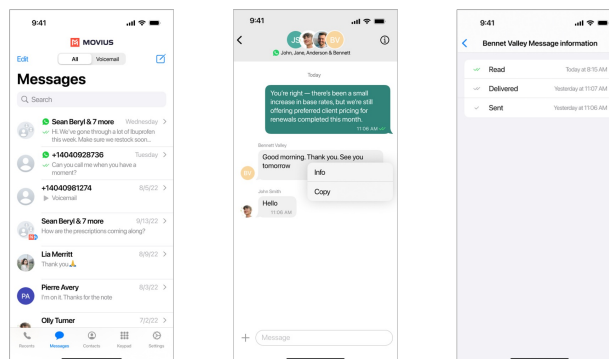 9:41
MOVIUS
Edit
All
Voicemail
Messages
Search
Sean Beryl & 7 more
Wednesday
Hi. We've gone through a lot of Ibuprofen
this week. Make sure we restock soon...
+14040928736
Tuesday
Can you call me when you have a
moment?
+14040981274
8/5/22
Voicemail
Sean Beryl & 7 more
9/13/22
How are the prescriptions coming along?
Lia Merritt
8/9/22
Thank you🙏
PA
Pierre Avery
8/3/22
I'm on it. Thanks for the note
Olly Turner
7/2/22
Recents
Messages
Contacts
Keypad
Settings
9:41
JS
BV
John, Jane, Anderson & Bennett
Today
You're right — there's been a small
increase in base rates, but we're still
offering preferred client pricing for
renewals completed this month.
11:06 AM
Bennett Valley
BV
Good morning. Thank you. See you
tomorrow
Info
Copy
John Smith
Hello
11:06 AM
Message
9:41
Bennet Valley Message information
Read
Today at 8:15 AM
Delivered
Yesterday at 11:07 AM
Sent
Yesterday at 11:06 AM